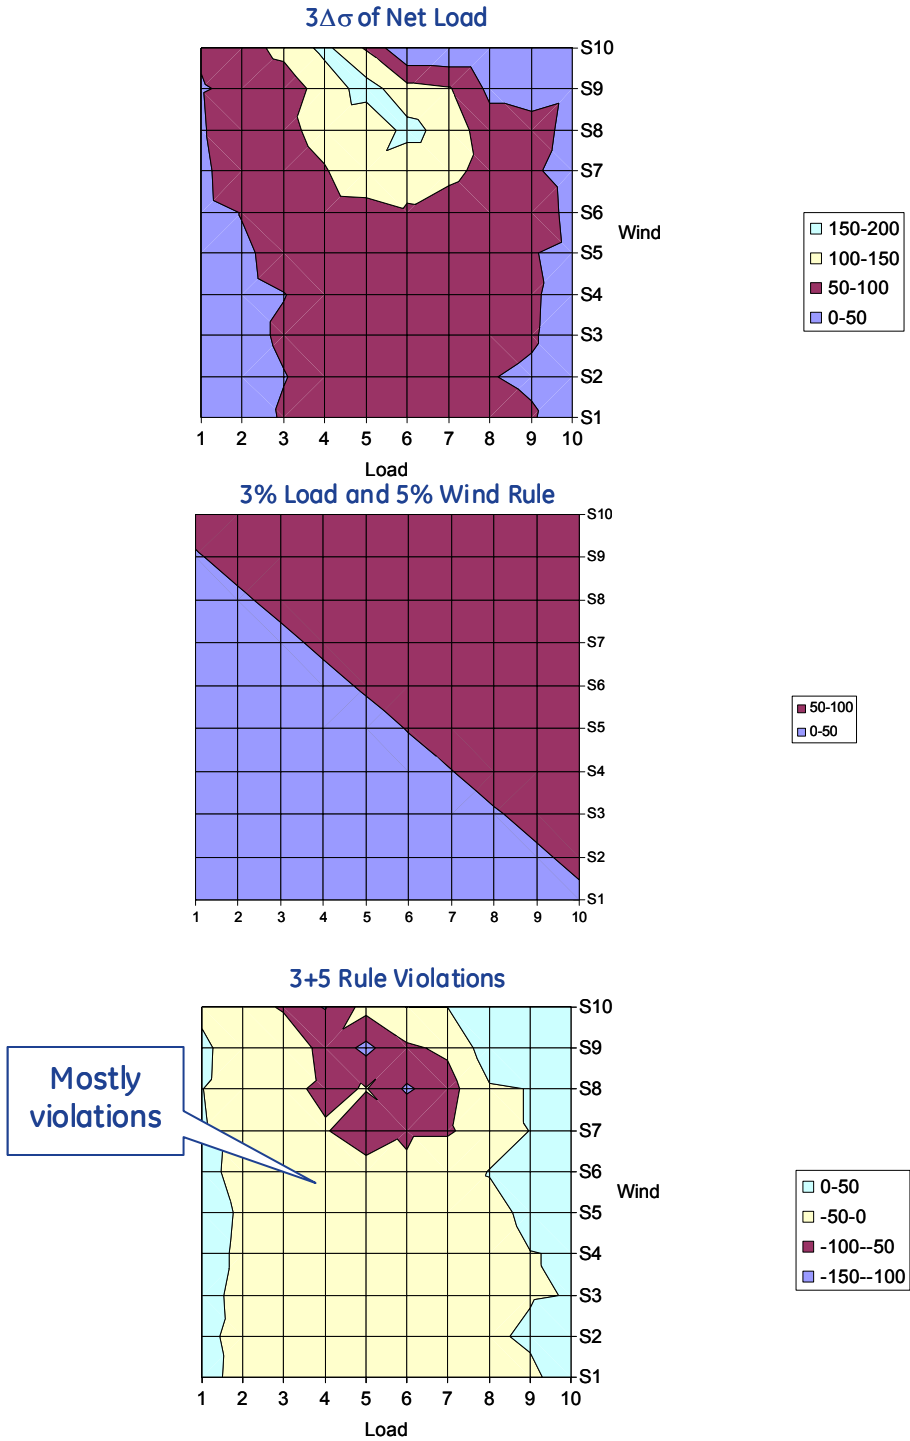 3Δσ of Net Load
S10
S9
S8
S7
S6
S5
S4
S3
S2
S1
Wind
150-200
100-150
50-100
0-50
1 2 3 4 5 6 7 8 9 10
Load
3% Load and 5% Wind Rule
S10
S9
S8
S7
S6
S5
S4
S3
S2
S1
50-100
0-50
1 2 3 4 5 6 7 8 9 10
3+5 Rule Violations
Mostly
violations
S10
S9
S8
S7
S6
S5
S4
S3
S2
S1
Wind
0-50
-50-0
-100--50
-150--100
1 2 3 4 5 6 7 8 9 10
Load